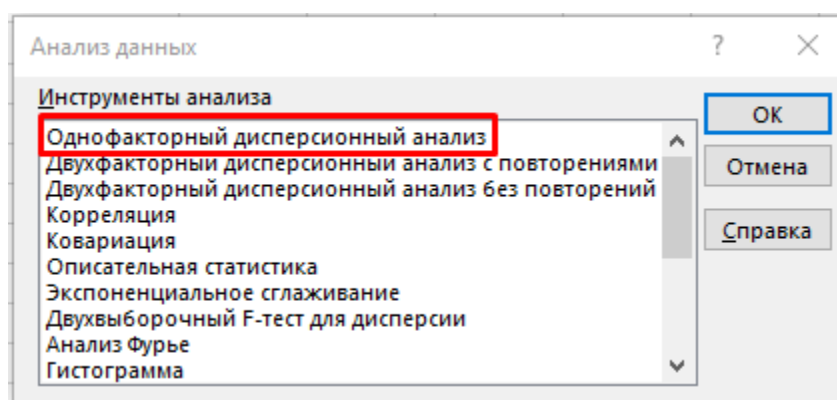 Анализ данных
?
Инструменты анализа
Однофакторный дисперсионный анализ
Двухфакторный дисперсионный анализ с повторениями
Двухфакторный дисперсионный анализ без повторений
Корреляция
Ковариация
Описательная статистика
Экспоненциальное сглаживание
Двухвыборочный F-тест для дисперсии
Анализ Фурье
Гистограмма
ОК
Отмена
Справка